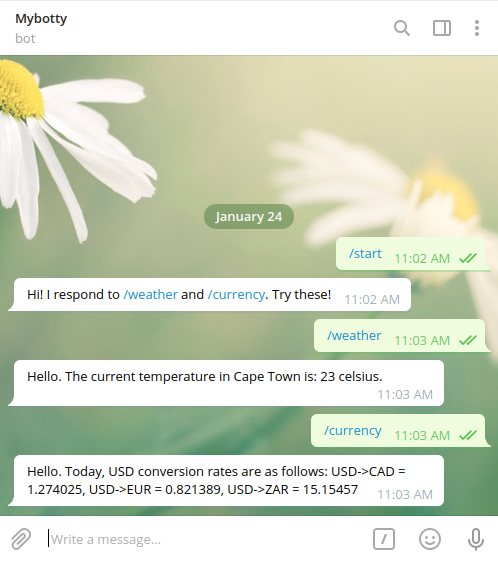 Mybotty
bot
January 24
/start 11:02 AM
Hi! I respond to /weather and /currency. Try these! 11:02 AM
/weather 11:03 AM
Hello. The current temperature in Cape Town is: 23 celsius.
11:03 AM
/currency 11:03 AM
Hello. Today, USD conversion rates are as follows: USD->CAD =
1.274025, USD->EUR = 0.821389, USD->ZAR = 15.15457 11:03 AM
Write a message...